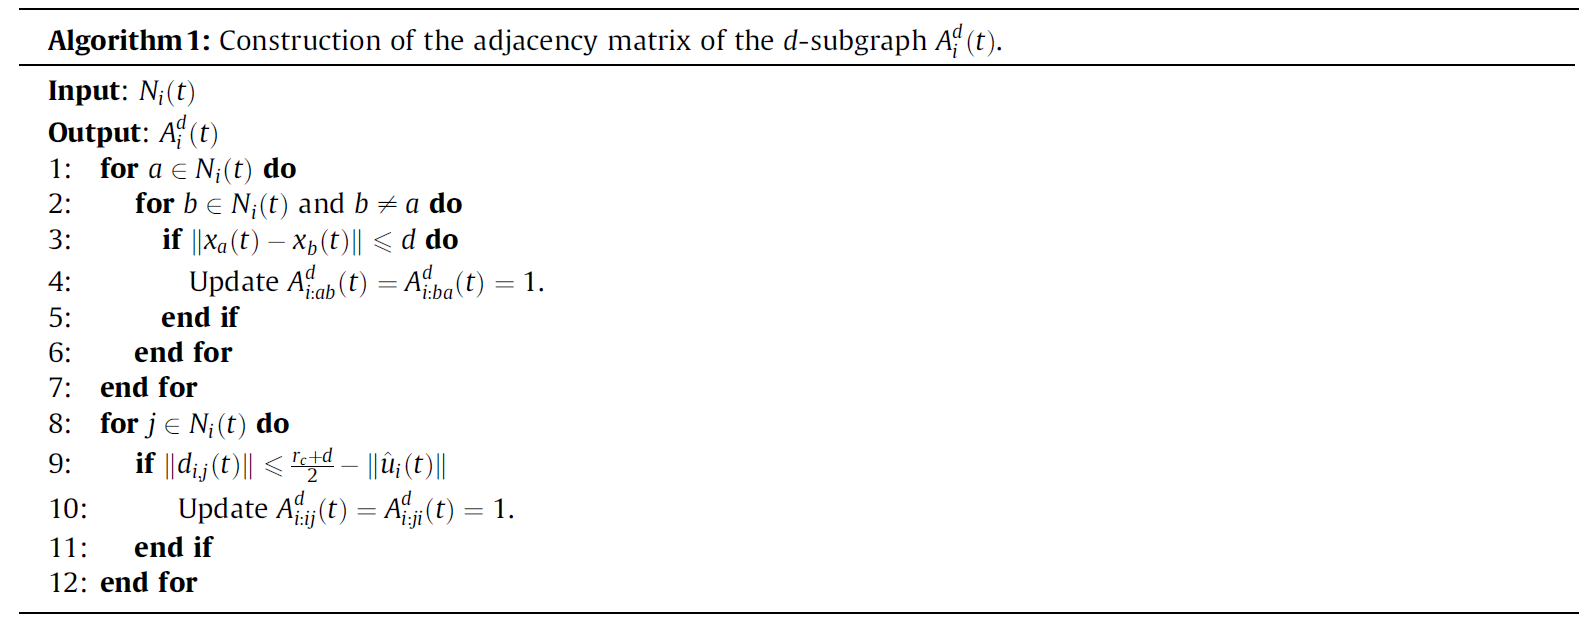 Algorithm 1: Construction of the adjacency matrix of the d-subgraph $A_i^d(t)$.
Input: $N_i(t)$
Output: $A_i^d(t)$
1: for $a \in N_i(t)$ do
2: for $b \in N_i(t)$ and $b \neq a$ do
3: if $\|x_a(t) - x_b(t)\| \leqslant d$ do
4: Update $A_{i:ab}^d(t) = A_{i:ba}^d(t) = 1$.
5: end if
6: end for
7: end for
8: for $j \in N_i(t)$ do
9: if $\|d_{i,j}(t)\| \leqslant \frac{r_c+d}{2} - \|\hat{u}_i(t)\|$
10: Update $A_{i:ij}^d(t) = A_{i:ji}^d(t) = 1$.
11: end if
12: end for